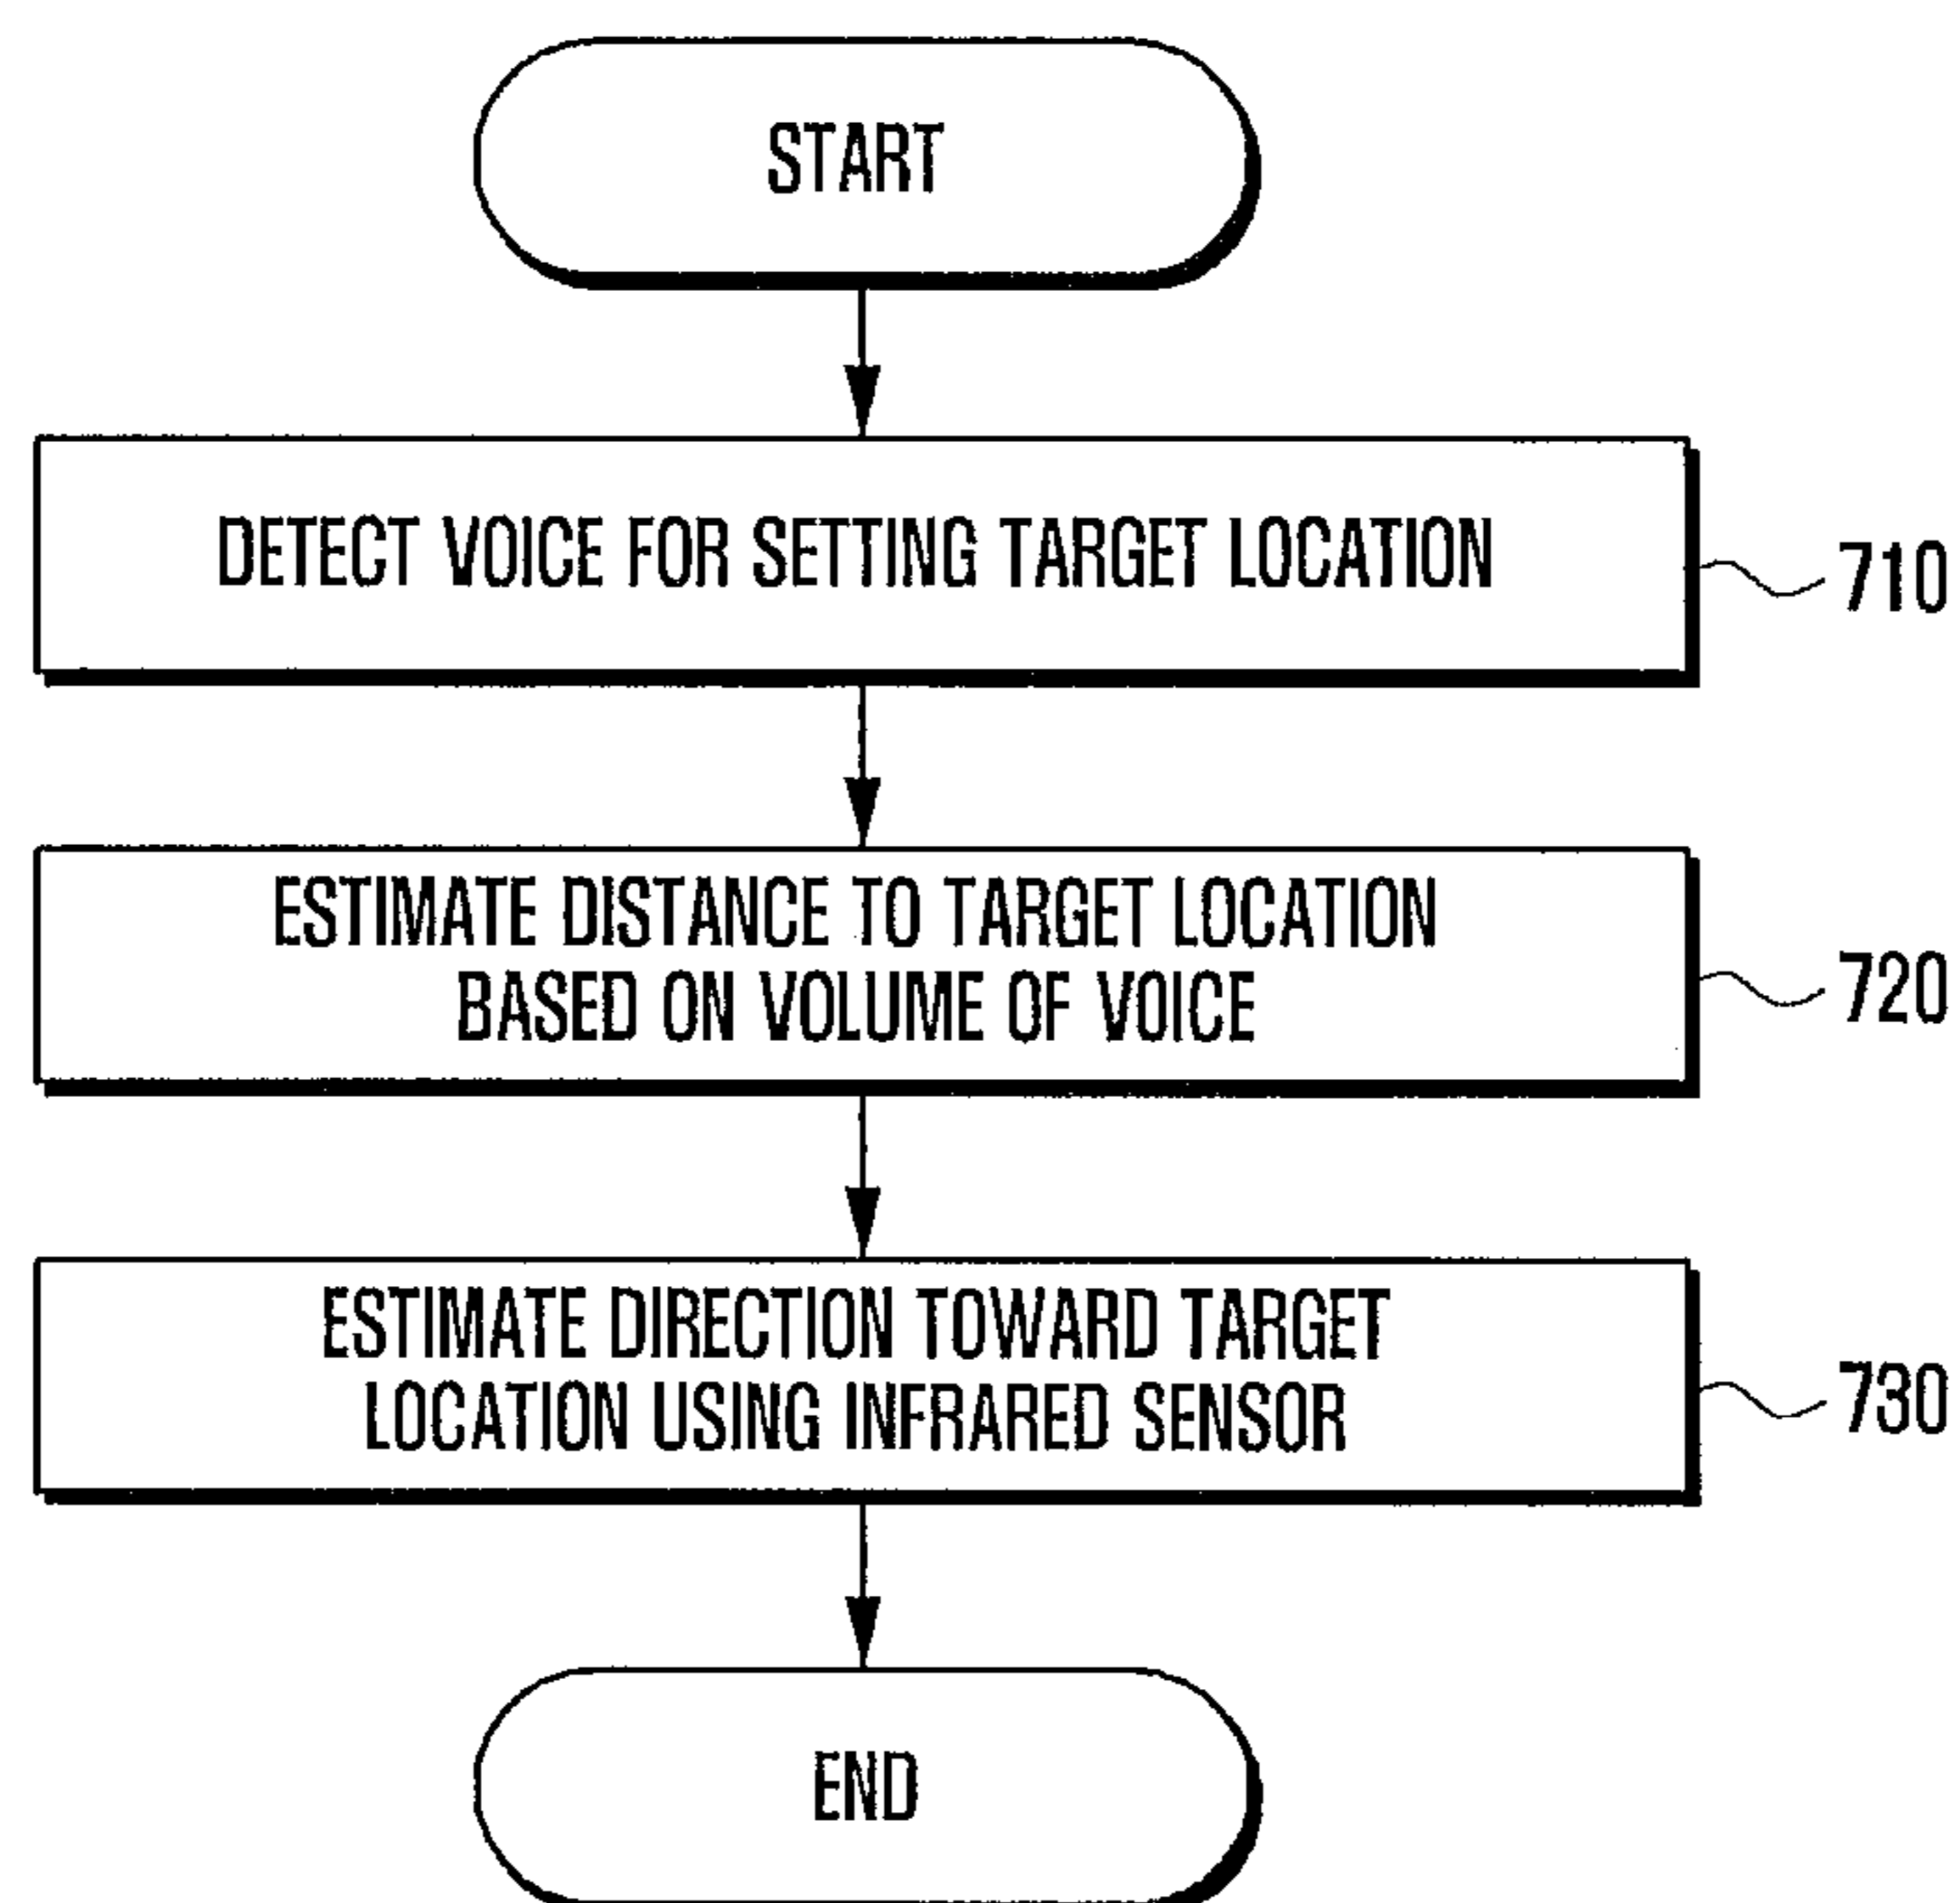 START
DETECT VOICE FOR SETTING TARGET LOCATION
710
ESTIMATE DISTANCE TO TARGET LOCATION
BASED ON VOLUME OF VOICE
720
ESTIMATE DIRECTION TOWARD TARGET
LOCATION USING INFRARED SENSOR
730
END